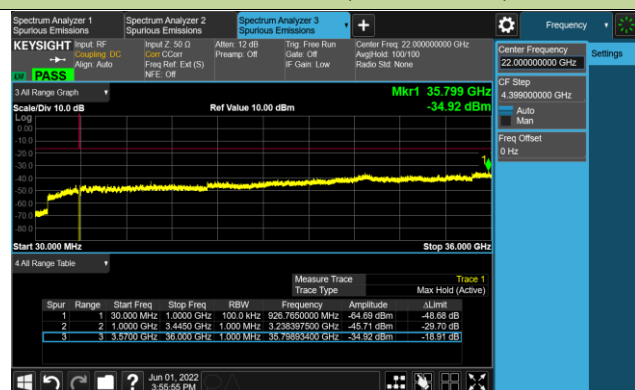 Spectrum Analyzer 1
Spurious Emissions
Spectrum Analyzer 2
Spurious Emissions
Spectrum Analyzer 3
Spurious Emissions
Frequency
KEYSIGHT
Input: RF
Coupling: DC
Align: Auto
Input Z: 50 Ω
Corr CCorr
Freq Ref: Ext (S)
NFE: Off
Atten: 12 dB
Preamp: Off
Trig: Free Run
Gate: Off
IF Gain: Low
Center Freq: 22.000000000 GHz
Avg|Hold: 100/100
Radio Std: None
LV PASS
Center Frequency
22.000000000 GHz
Settings
CF Step
4.399000000 GHz
Auto
Man
Freq Offset
0 Hz
3 All Range Graph
Mkr1 35.799 GHz
Scale/Div 10.0 dB
Ref Value 10.00 dBm
-34.92 dBm
Log
0.00
-10.0
-20.0
-30.0
-40.0
-50.0
-60.0
-70.0
-80.0
1
Start 30.000 MHz
Stop 36.000 GHz
4 All Range Table
Measure Trace Trace 1
Trace Type Max Hold (Active)
Spur Range Start Freq Stop Freq RBW Frequency Amplitude ΔLimit
1 1 30.000 MHz 1.0000 GHz 100.0 kHz 926.7650000 MHz -64.69 dBm -48.68 dB
2 2 1.0000 GHz 3.4450 GHz 1.000 MHz 3.238397500 GHz -45.71 dBm -29.70 dB
3 3 3.5700 GHz 36.000 GHz 1.000 MHz 35.79893400 GHz -34.92 dBm -18.91 dB
?
Jun 01, 2022
3:55:55 PM